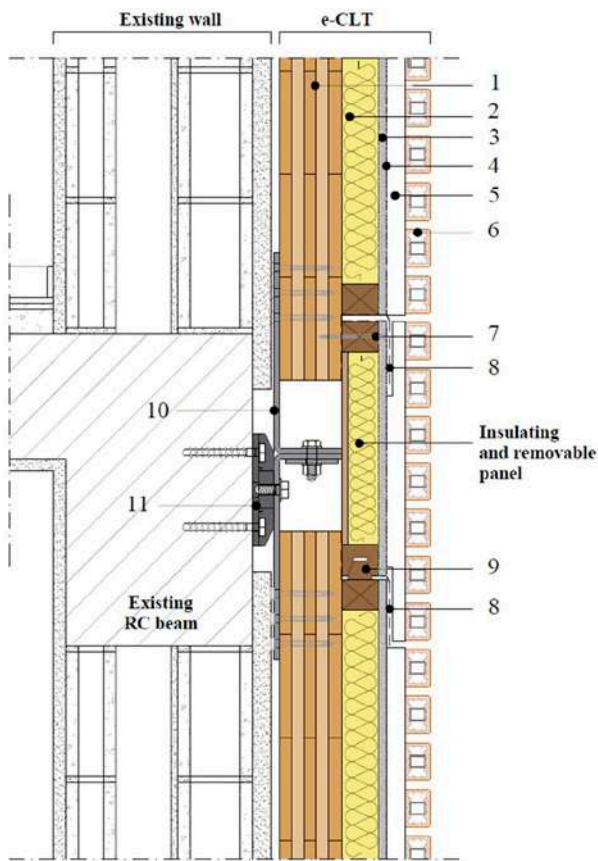 Existing wall
e-CLT
1
2
3
4
5
6
7
8
10
Insulating
and removable
panel
11
9
Existing
RC beam
8